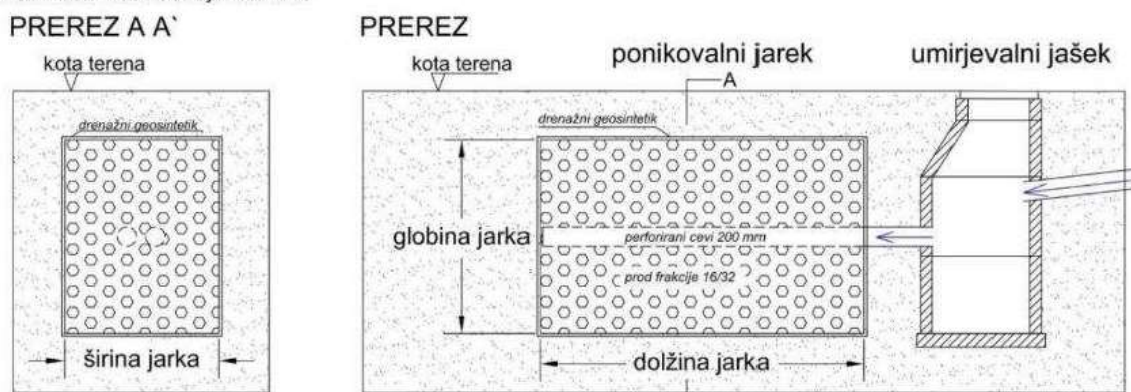 PREREZ A A`
kota terena
drenažni geosintetik
širina jarka
PREREZ
kota terena
ponikovalni jarek
A
umirjevalni jašek
drenažni geosintetik
globina jarka
perforirani cevi 200 mm
prod frakcije 16/32
dolžina jarka